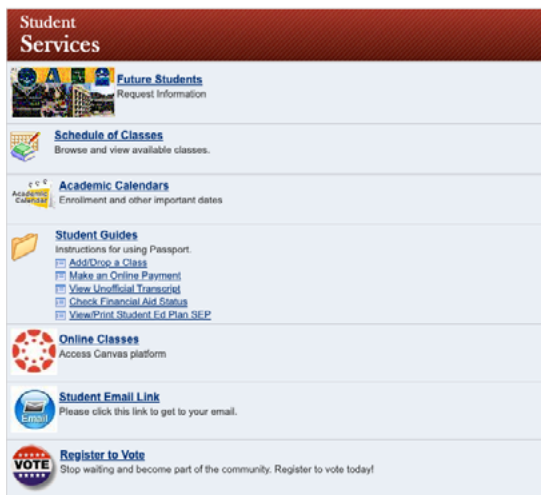 Student
Services
Future Students
Request Information
Schedule of Classes
Browse and view available classes.
Academic
Calendar
Academic Calendars
Enrollment and other important dates
Student Guides
Instructions for using Passport.
Add/Drop a Class
Make an Online Payment
View Unofficial Transcript
Check Financial Aid Status
View/Print Student Ed Plan SEP
Online Classes
Access Canvas platform
Email
Student Email Link
Please click this link to get to your email.
VOTE
Register to Vote
Stop waiting and become part of the community. Register to vote today!